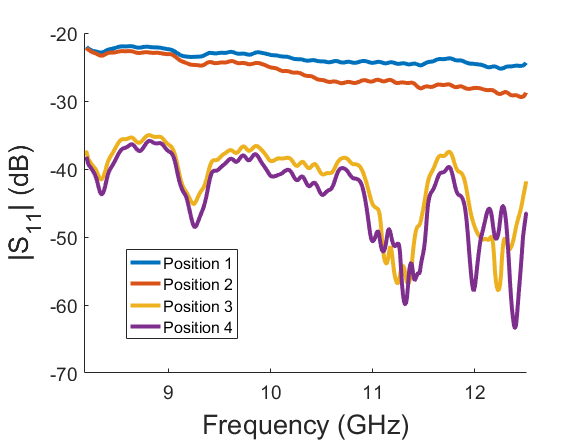 -20
-30
-40
-50
-60
-70
|S11| (dB)
Position 1
Position 2
Position 3
Position 4
9
10
11
12
Frequency (GHz)